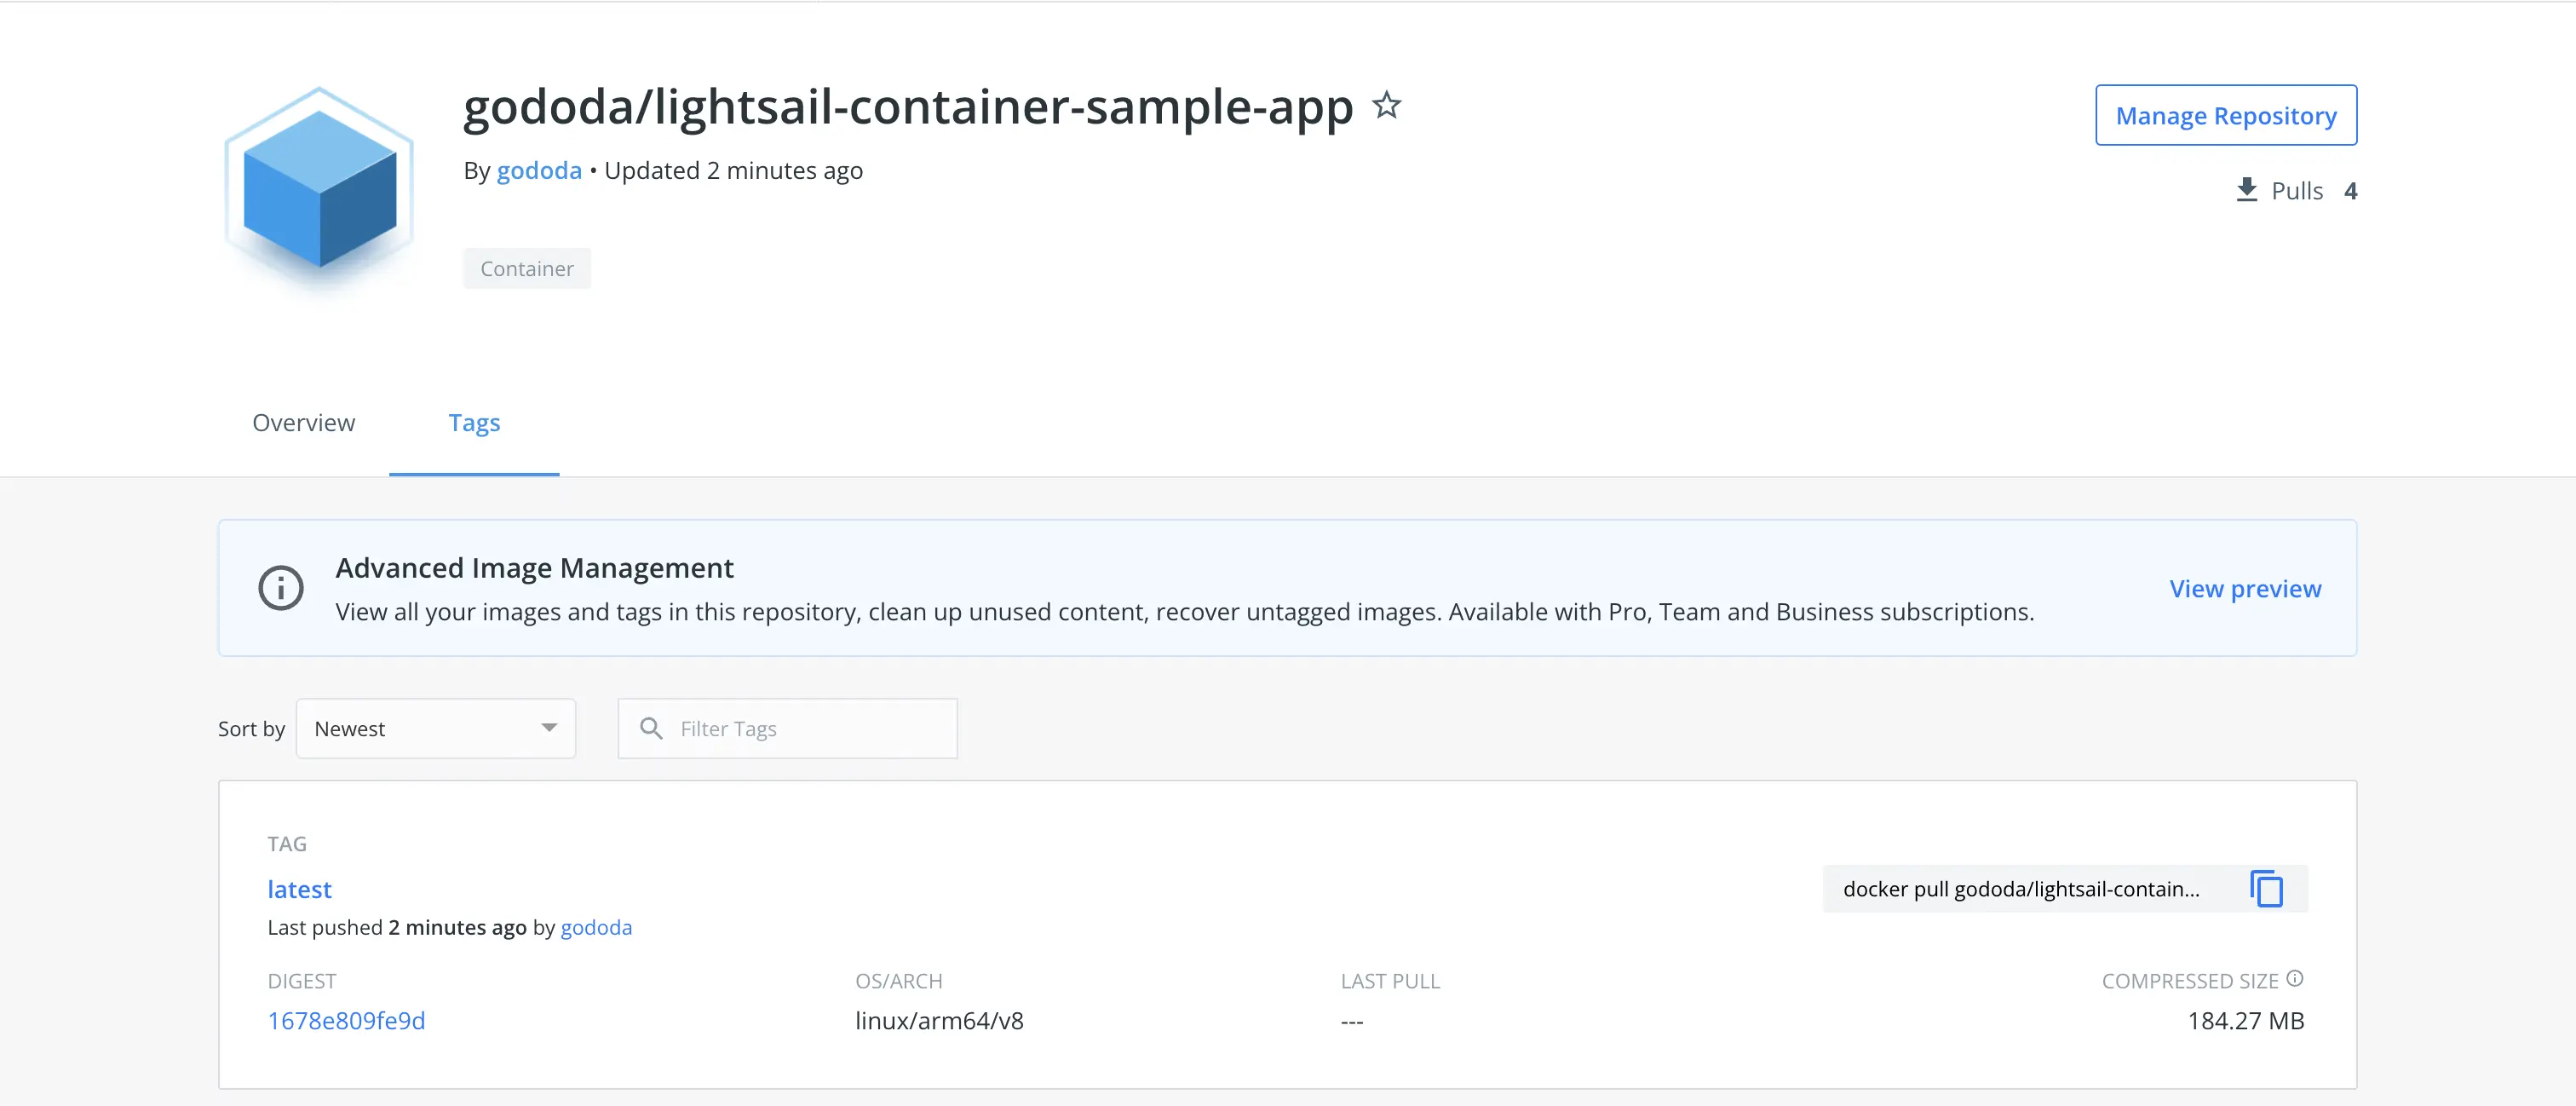 gododa/lightsail-container-sample-app
By gododa • Updated 2 minutes ago
Container
Manage Repository
Pulls 4
Overview
Tags
Advanced Image Management
View all your images and tags in this repository, clean up unused content, recover untagged images. Available with Pro, Team and Business subscriptions.
View preview
Sort by
Newest
Filter Tags
TAG
latest
Last pushed 2 minutes ago by gododa
docker pull gododa/lightsail-contain...
DIGEST
1678e809fe9d
OS/ARCH
linux/arm64/v8
LAST PULL
---
COMPRESSED SIZE
184.27 MB